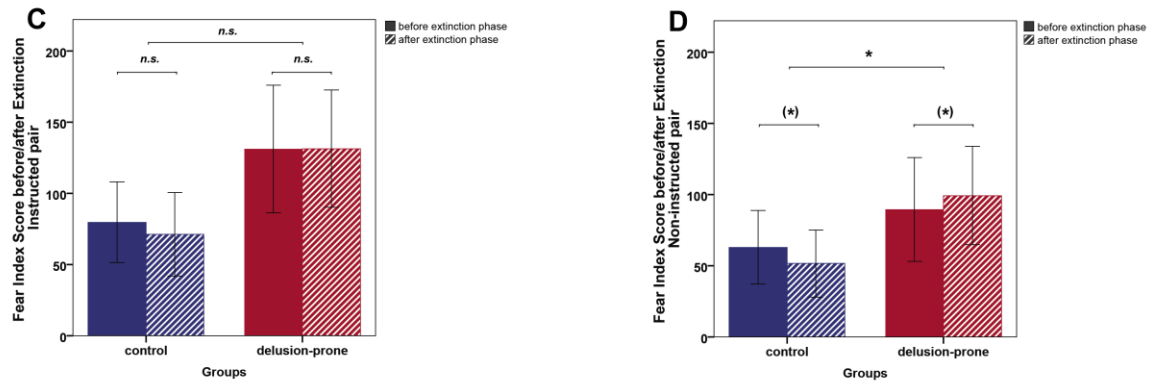 C
n.s.
n.s.
n.s.
before extinction phase
after extinction phase
200
150
100
50
0
Fear Index Score before/after Extinction
Instructed pair
control
delusion-prone
Groups
D
*
(*)
(*)
before extinction phase
after extinction phase
200
150
100
50
0
Fear Index Score before/after Extinction
Non-instructed pair
control
delusion-prone
Groups